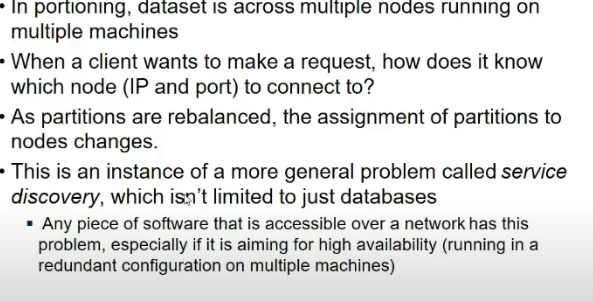 • In portioning, dataset is across multiple nodes running on
multiple machines
• When a client wants to make a request, how does it know
which node (IP and port) to connect to?
• As partitions are rebalanced, the assignment of partitions to
nodes changes.
• This is an instance of a more general problem called service
discovery, which isn't limited to just databases
▪ Any piece of software that is accessible over a network has this
problem, especially if it is aiming for high availability (running in a
redundant configuration on multiple machines)